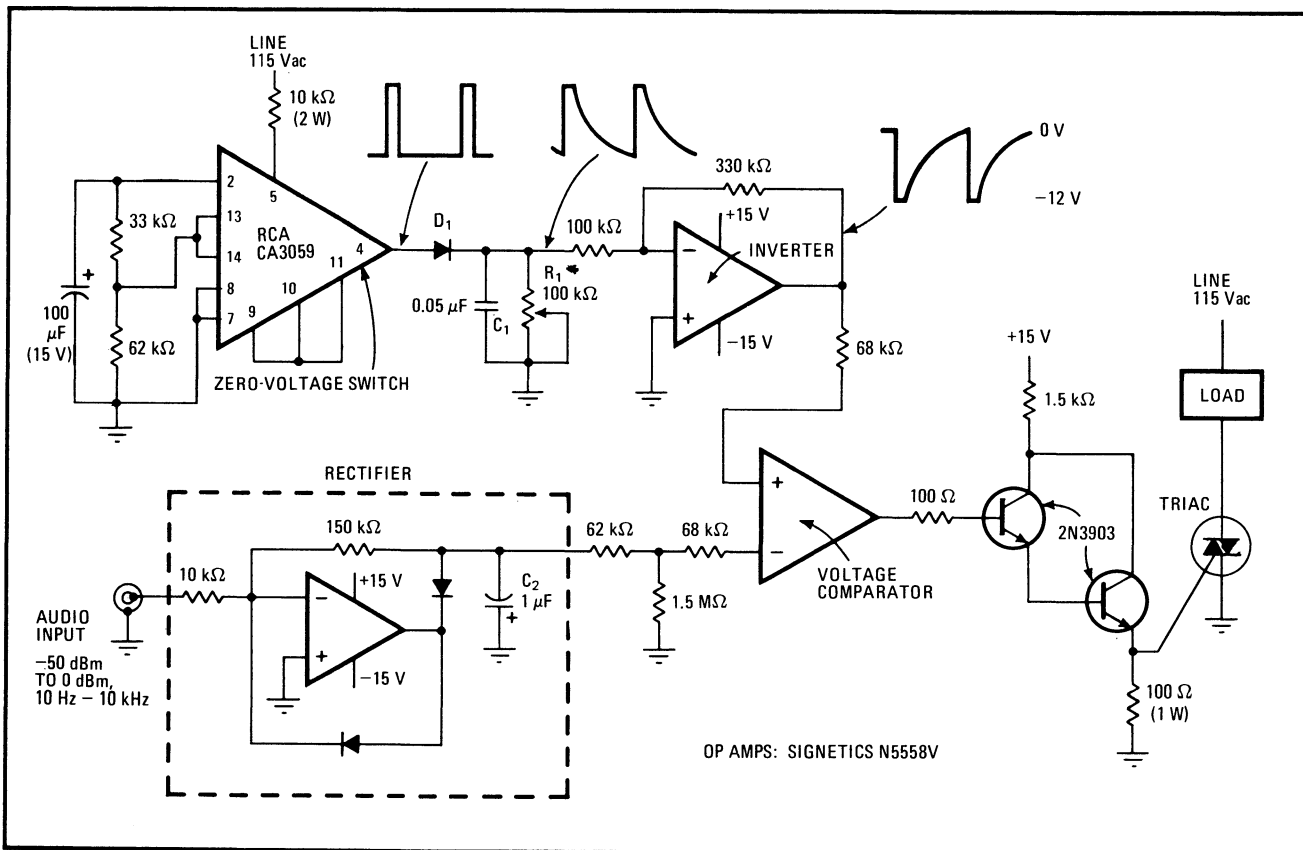 LINE
115 Vac
10 kΩ
(2 W)
2
5
13
14
RCA
CA3059
4
11
10
8
7
9
33 kΩ
62 kΩ
+
100
μF
(15 V)
ZERO-VOLTAGE SWITCH
D1
0.05 μF
C1
R1
100 kΩ
100 kΩ
330 kΩ
+15 V
−
+
INVERTER
−15 V
0 V
−12 V
68 kΩ
LINE
115 Vac
LOAD
+15 V
1.5 kΩ
TRIAC
2N3903
100 Ω
+
−
VOLTAGE
COMPARATOR
100 Ω
(1 W)
RECTIFIER
150 kΩ
10 kΩ
+15 V
−
+
−15 V
C2
1 μF
+
62 kΩ
68 kΩ
1.5 MΩ
AUDIO
INPUT
−50 dBm
TO 0 dBm,
10 Hz − 10 kHz
OP AMPS: SIGNETICS N5558V